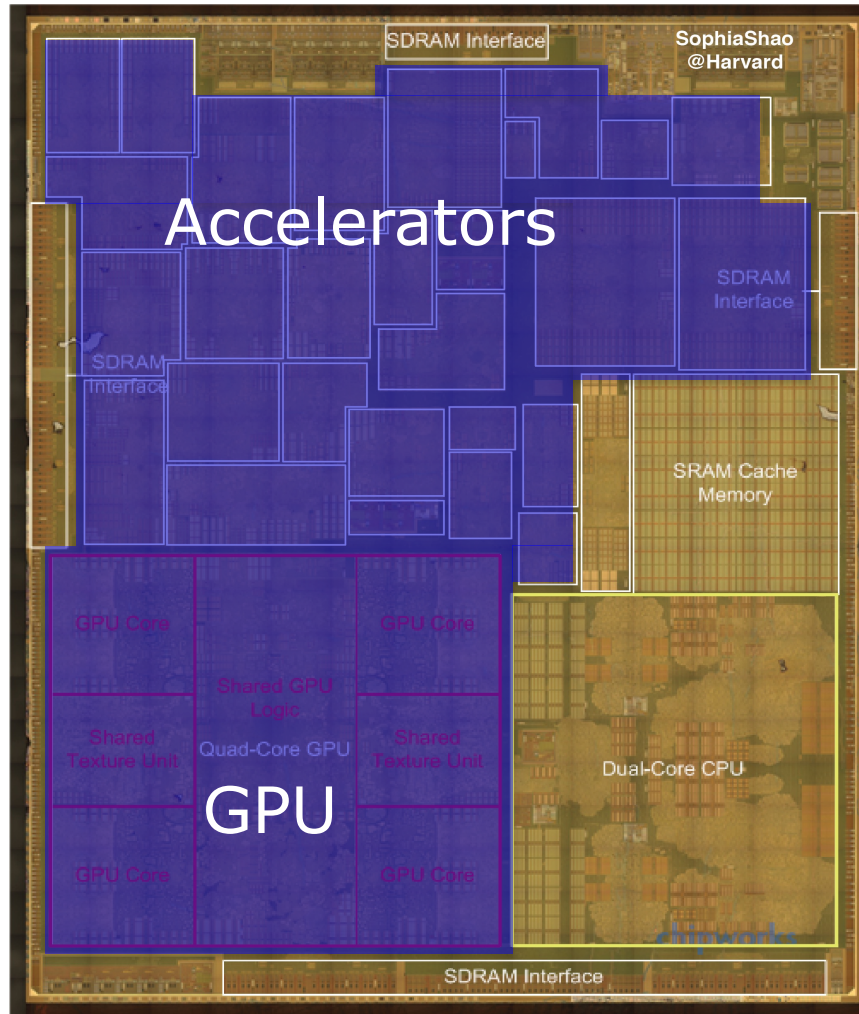 SDRAM Interface
SophiaShao
@Harvard
Accelerators
SDRAM
Interface
SDRAM
Interface
SRAM Cache
Memory
GPU Core
GPU Core
Shared GPU
Logic
Shared
Texture Unit
Quad-Core GPU
Shared
Texture Unit
Dual-Core CPU
GPU
GPU Core
GPU Core
chipworks
SDRAM Interface